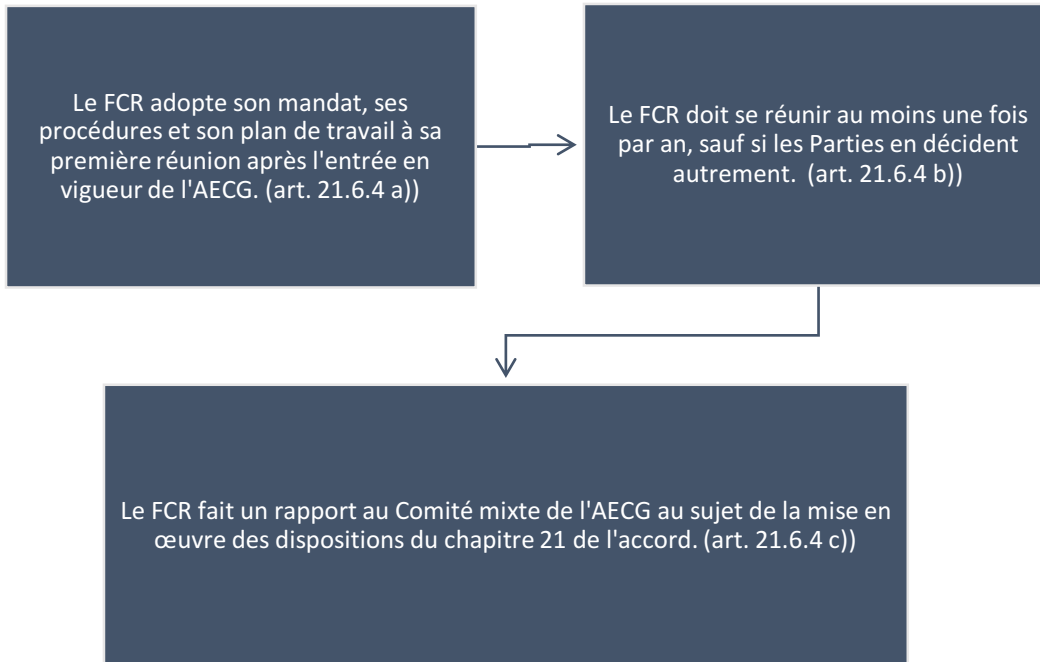 Le FCR adopte son mandat, ses
procédures et son plan de travail à sa
première réunion après l'entrée en
vigueur de l'AECG. (art. 21.6.4 a))
Le FCR doit se réunir au moins une fois
par an, sauf si les Parties en décident
autrement.  (art. 21.6.4 b))
Le FCR fait un rapport au Comité mixte de l'AECG au sujet de la mise en
œuvre des dispositions du chapitre 21 de l'accord. (art. 21.6.4 c))